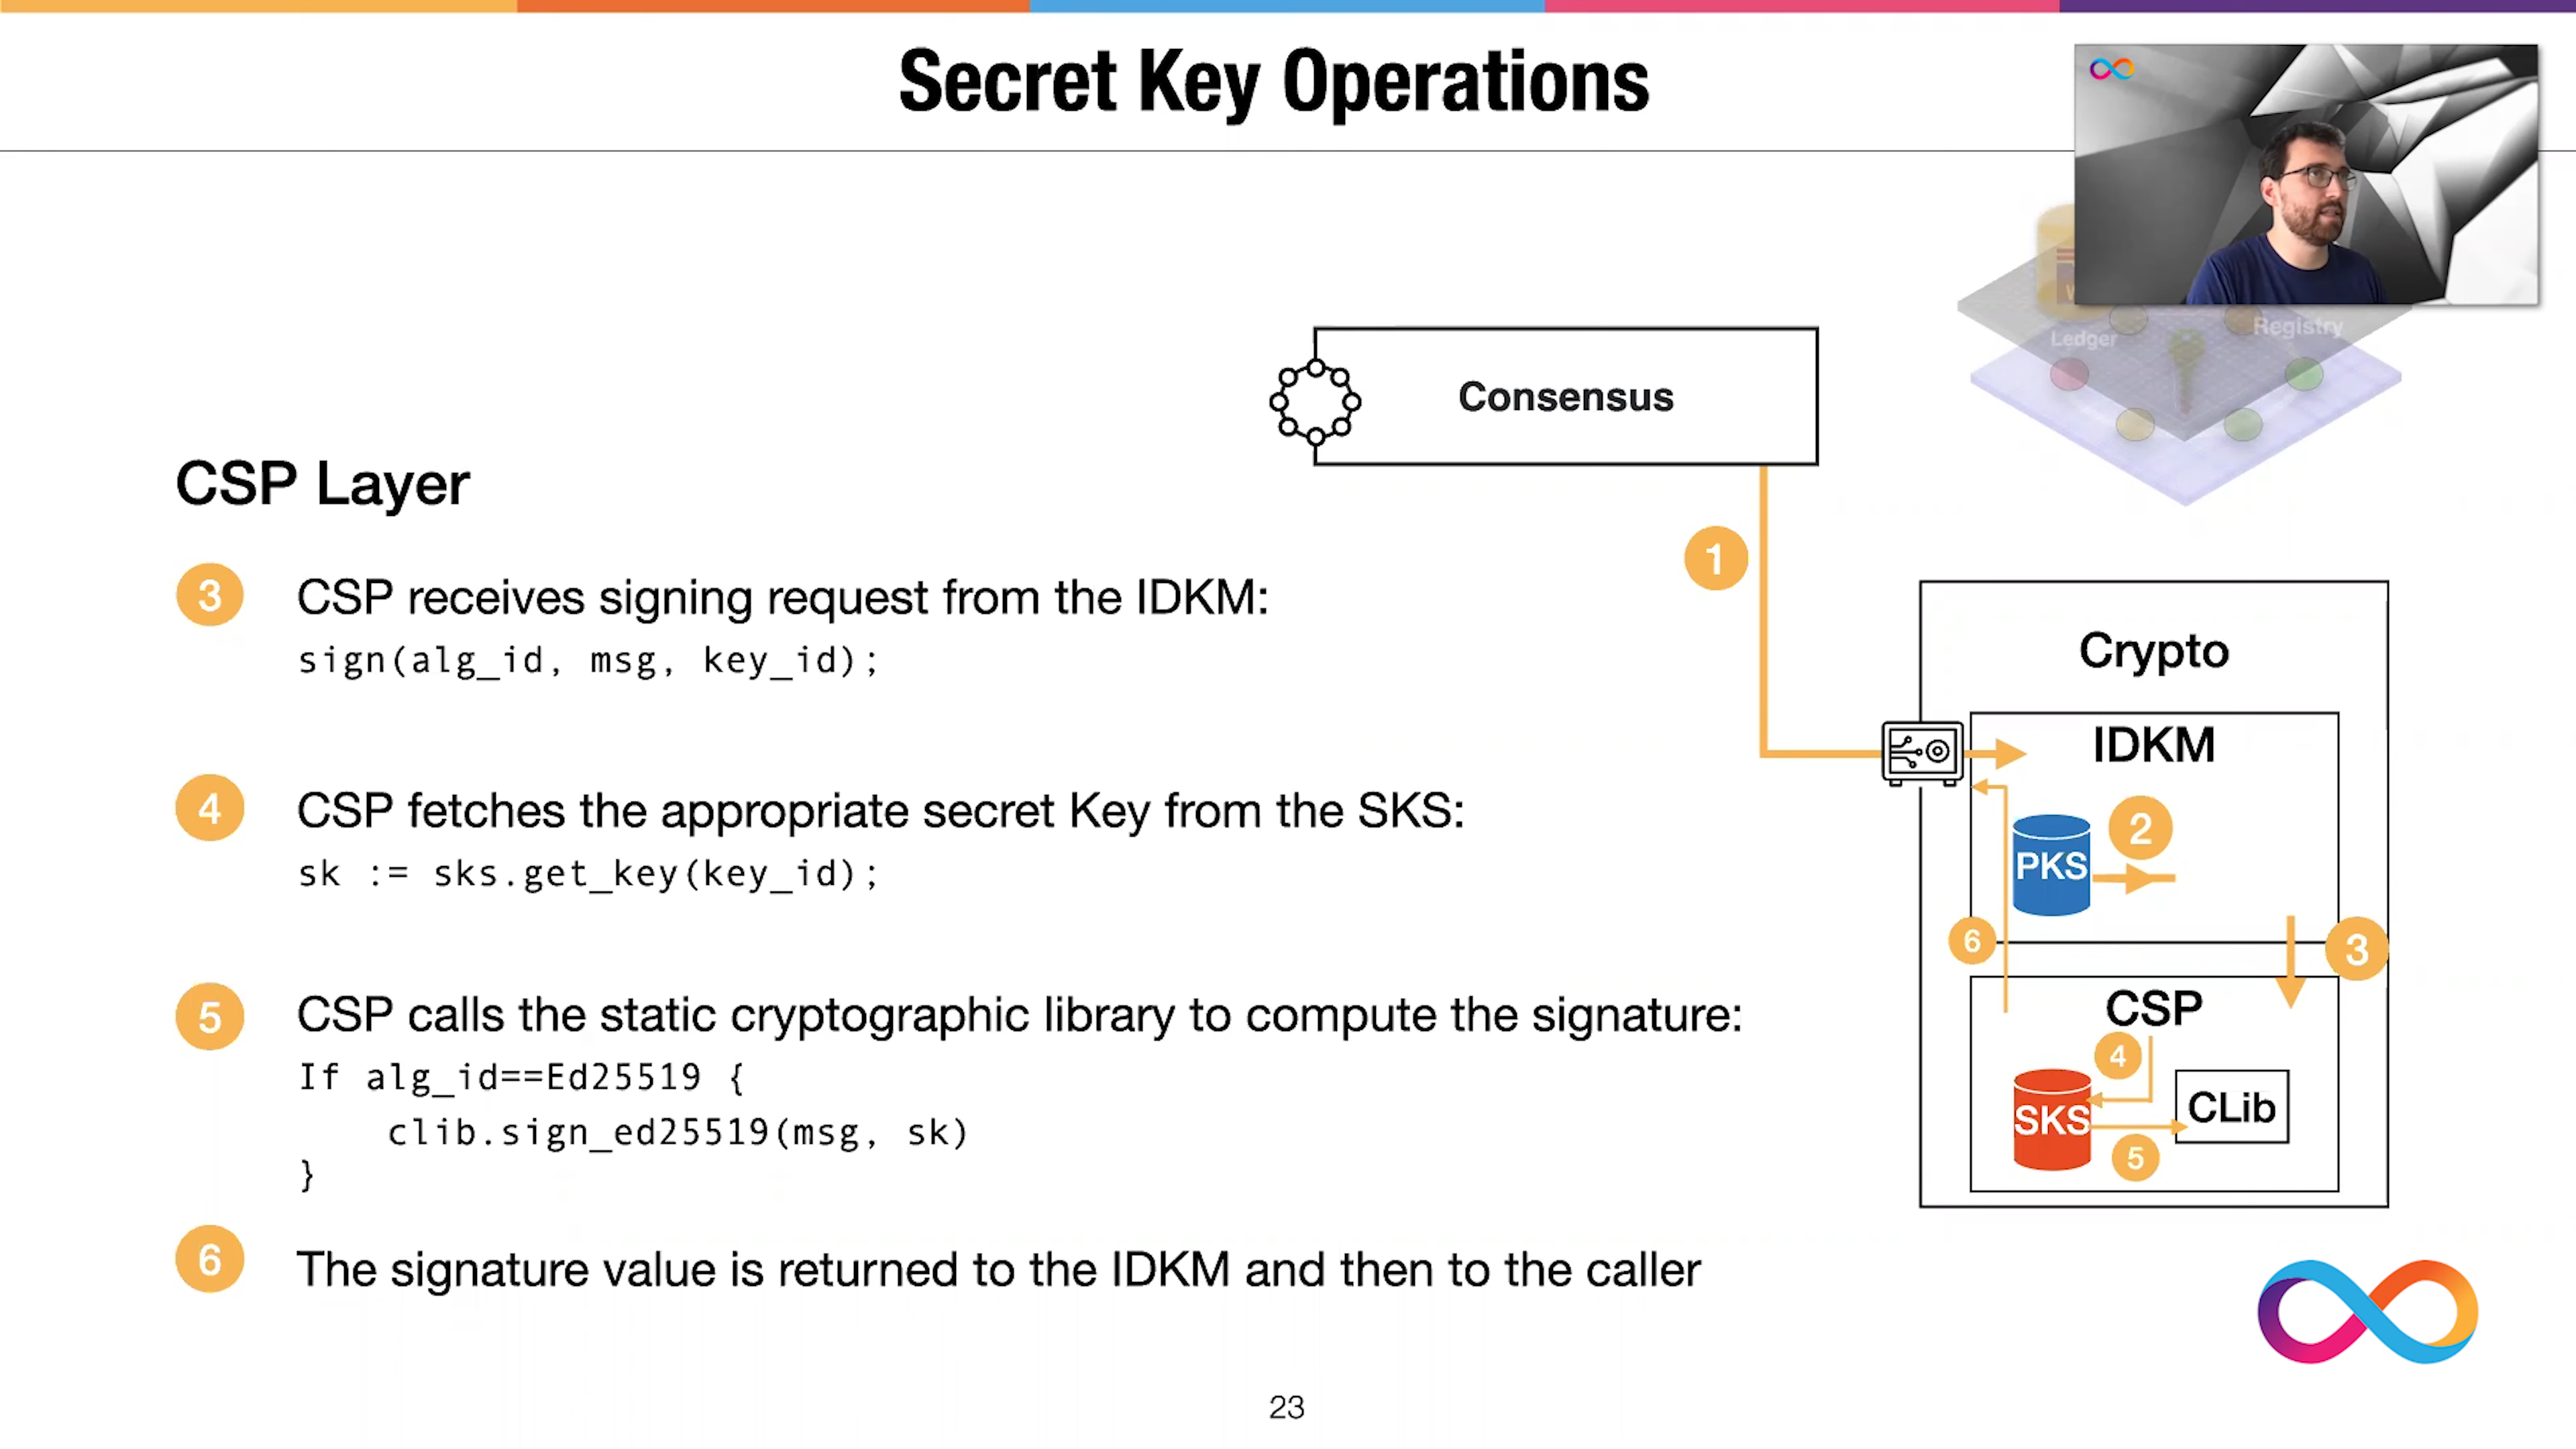 Secret Key Operations
Ledger
Registry
Consensus
CSP Layer
1
3 CSP receives signing request from the IDKM:
sign(alg_id, msg, key_id);
Crypto
IDKM
4 CSP fetches the appropriate secret Key from the SKS:
sk := sks.get_key(key_id);
2
PKS
6
3
5 CSP calls the static cryptographic library to compute the signature:
If alg_id==Ed25519 {
clib.sign_ed25519(msg, sk)
}
CSP
4
SKS
CLib
5
6 The signature value is returned to the IDKM and then to the caller
23